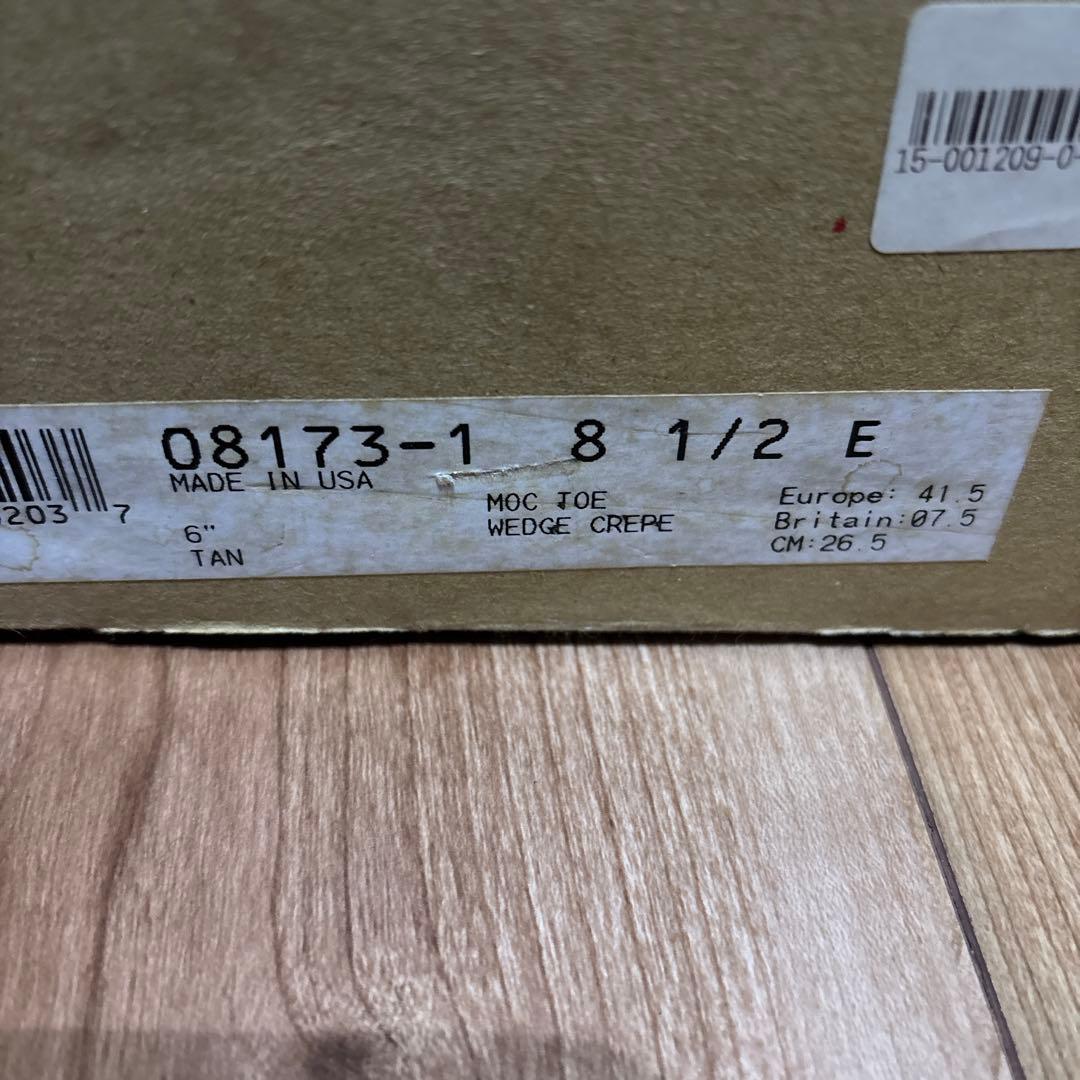 15-001209-0-
08173-1 8 1/2 E
MADE IN USA
203 7
6"
TAN
MOC TOE
WEDGE CREPE
Europe: 41.5
Britain:07.5
CM:26.5